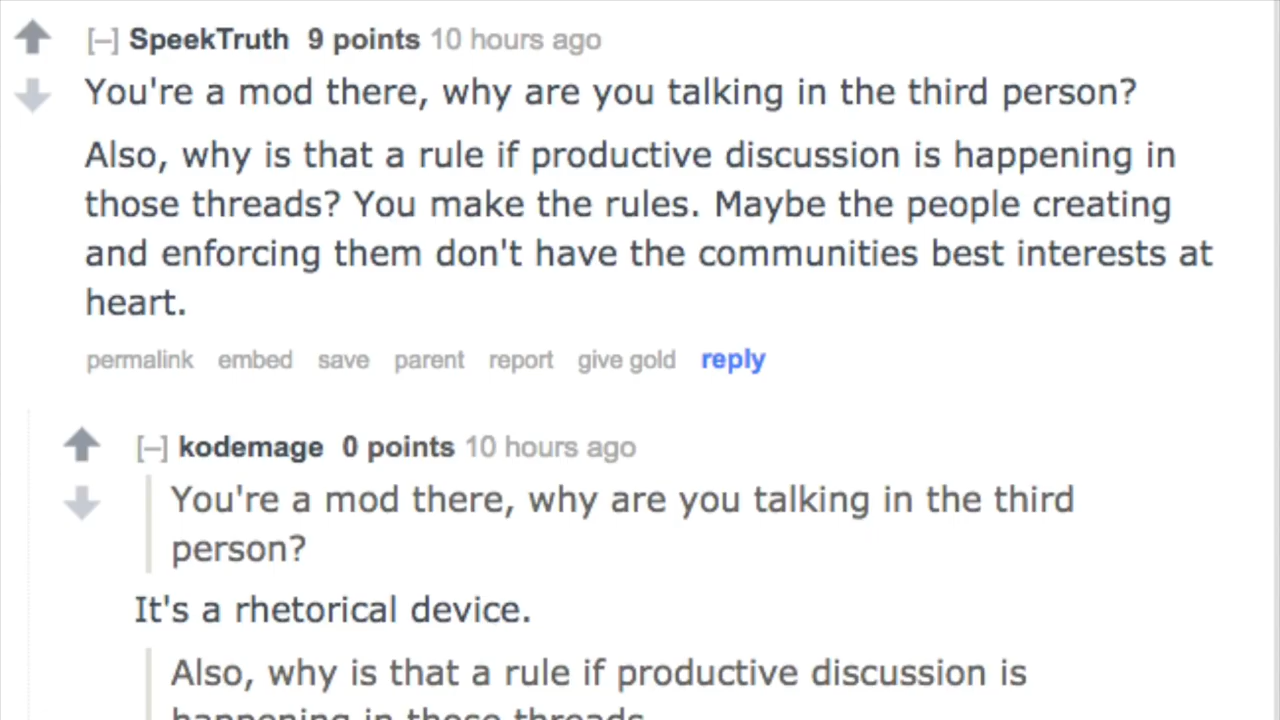 [–] SpeekTruth 9 points 10 hours ago
You're a mod there, why are you talking in the third person?
Also, why is that a rule if productive discussion is happening in
those threads? You make the rules. Maybe the people creating
and enforcing them don't have the communities best interests at
heart.
permalink embed save parent report give gold reply
[–] kodemage 0 points 10 hours ago
You're a mod there, why are you talking in the third
person?
It's a rhetorical device.
Also, why is that a rule if productive discussion is
happening in those threads